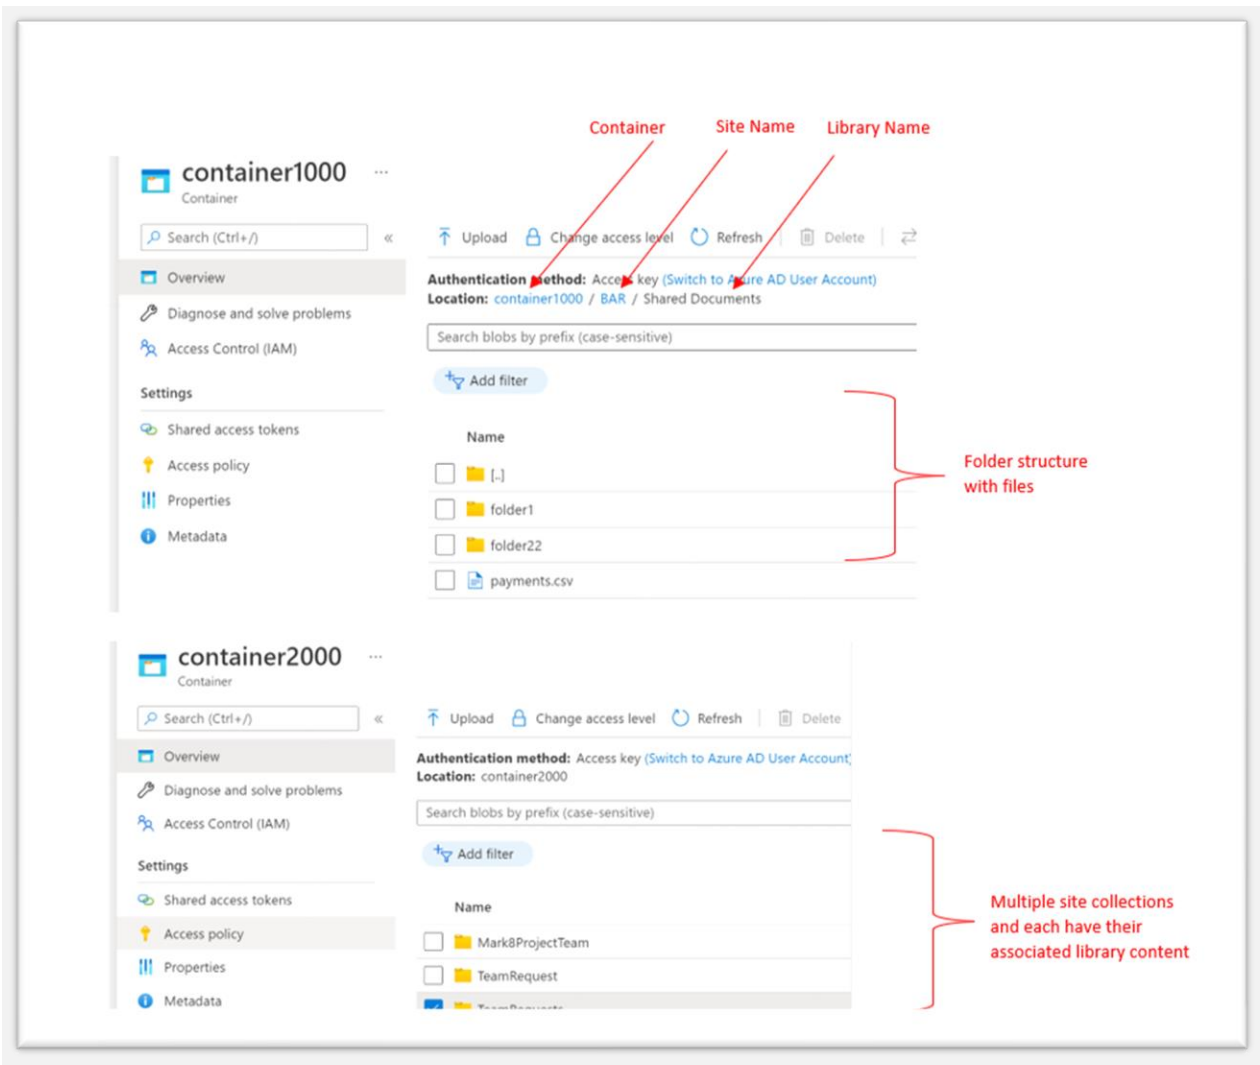 Container Site Name Library Name
container1000 ...
Container
Search (Ctrl+/) «
Upload Change access level Refresh Delete
Overview
Authentication method: Access key (Switch to Azure AD User Account)
Diagnose and solve problems
Location: container1000 / BAR / Shared Documents
Access Control (IAM)
Search blobs by prefix (case-sensitive)
Add filter
Settings
Shared access tokens
Name
Access policy
[..]
Properties
folder1
Metadata
folder22
payments.csv
Folder structure
with files
container2000 ...
Container
Search (Ctrl+/) «
Upload Change access level Refresh Delete
Overview
Authentication method: Access key (Switch to Azure AD User Account)
Diagnose and solve problems
Location: container2000
Access Control (IAM)
Search blobs by prefix (case-sensitive)
Add filter
Settings
Shared access tokens
Name
Access policy
Mark8ProjectTeam
Properties
TeamRequest
Metadata
TeamRequests
Multiple site collections
and each have their
associated library content